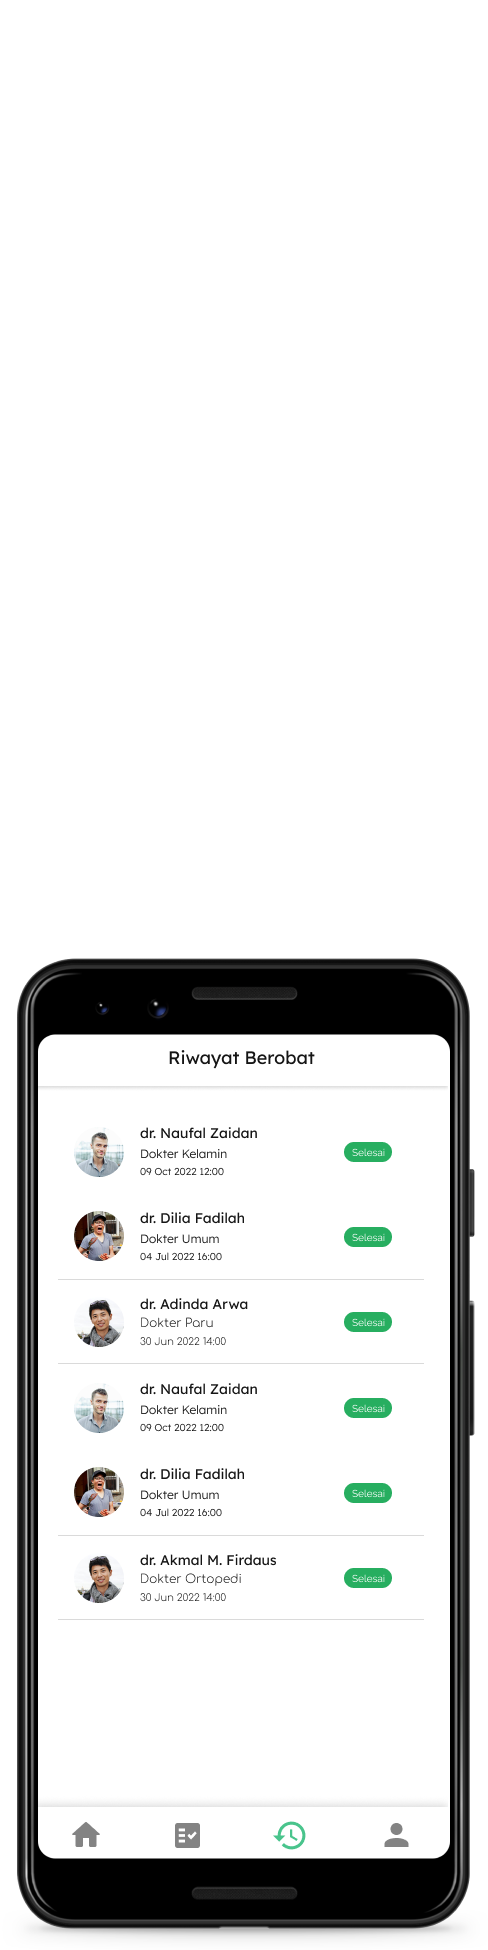 Riwayat Berobat
dr. Naufal Zaidan
Dokter Kelamin
Selesai
09 Oct 2022 12:00
dr. Dilia Fadilah
Dokter Umum
Selesai
04 Jul 2022 16:00
dr. Adinda Arwa
Dokter Paru
Selesai
30 Jun 2022 14:00
dr. Naufal Zaidan
Dokter Kelamin
Selesai
09 Oct 2022 12:00
dr. Dilia Fadilah
Dokter Umum
Selesai
04 Jul 2022 16:00
dr. Akmal M. Firdaus
Dokter Ortopedi
Selesai
30 Jun 2022 14:00